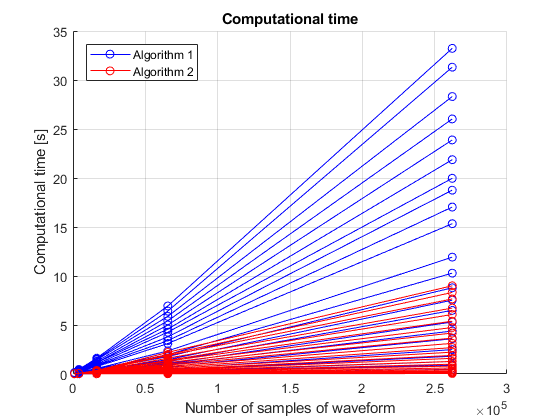 Computational time
Algorithm 1
Algorithm 2
Computational time [s]
35
30
25
20
15
10
5
0
0 0.5 1 1.5 2 2.5 3
×10^5
Number of samples of waveform